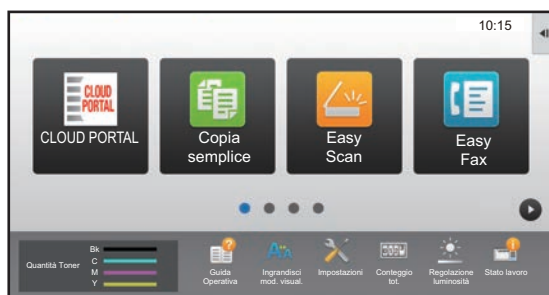 10:15
CLOUD
PORTAL
CLOUD PORTAL
Copia
semplice
Easy
Scan
Easy
Fax
Quantità Toner
Bk
C
M
Y
Guida
Operativa
Ingrandisci
mod. visual.
Impostazioni
Conteggio
tot.
Regolazione
luminosità
Stato lavoro